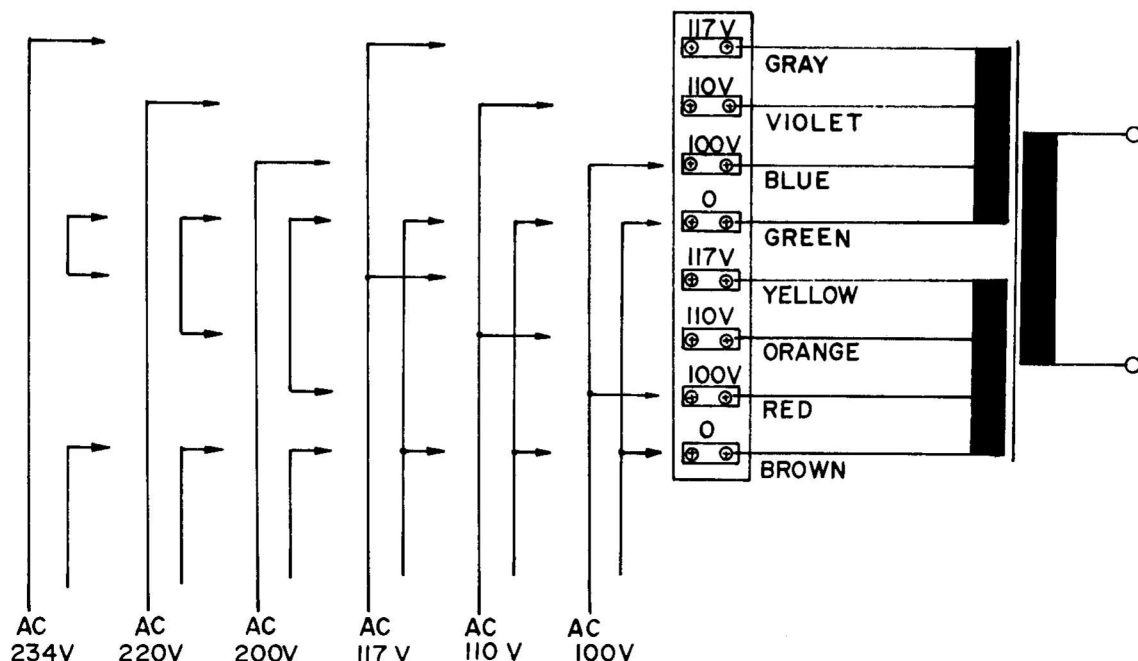 117V
GRAY
110V
VIOLET
100V
BLUE
0
GREEN
117V
YELLOW
110V
ORANGE
100V
RED
0
BROWN
AC
234V
AC
220V
AC
200V
AC
117 V
AC
110 V
AC
100V